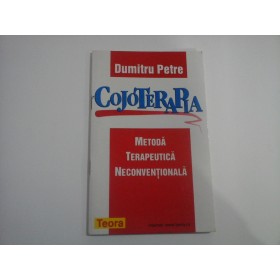 Dumitru Petre
COJOTERAPIA
METODĂ
TERAPEUTICĂ
NECONVENȚIONALĂ
Teora